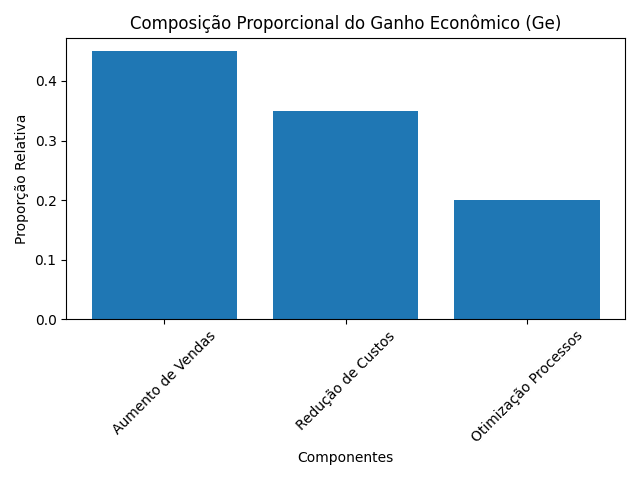 Composição Proporcional do Ganho Econômico (Ge)
Proporção Relativa
0.4
0.3
0.2
0.1
0.0
Aumento de Vendas
Redução de Custos
Otimização Processos
Componentes